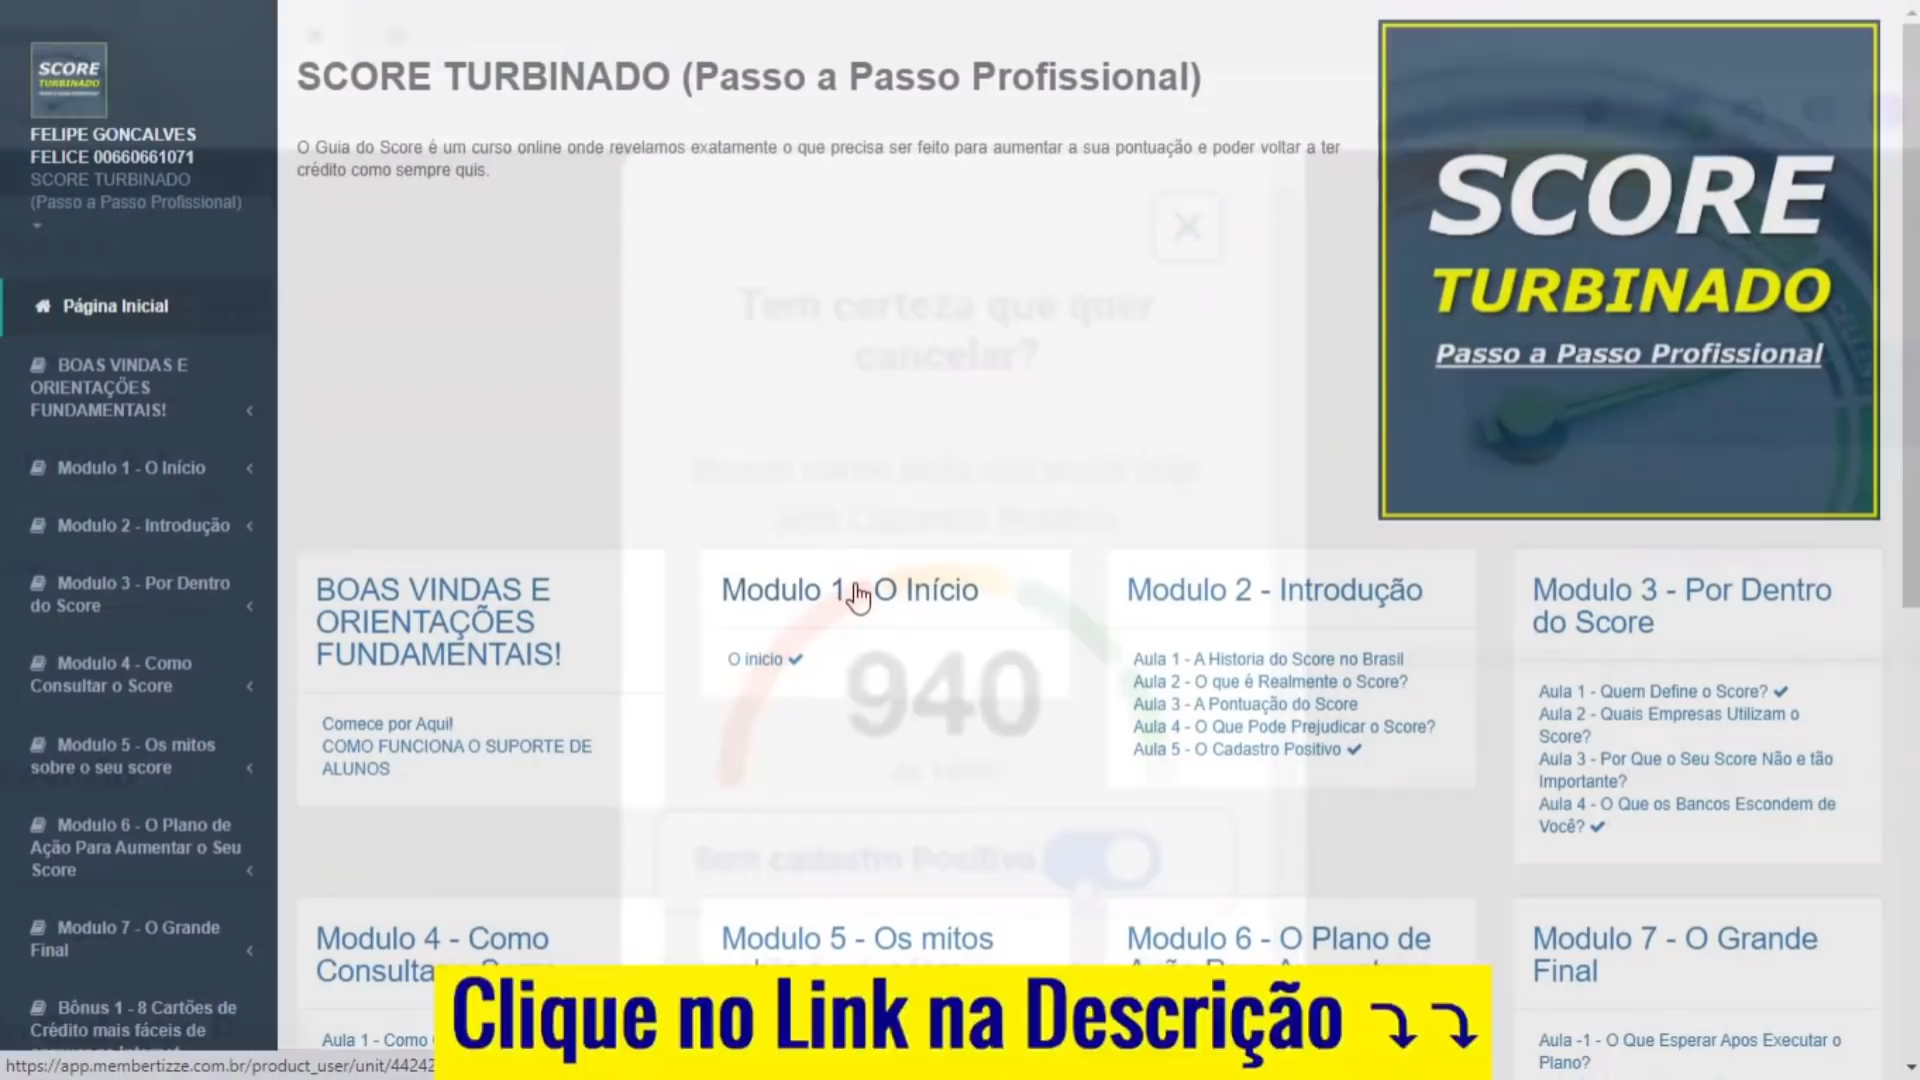 SCORE
TURBINADO
FELIPE GONCALVES
FELICE 00660661071
SCORE TURBINADO
(Passo a Passo Profissional)
Página Inicial
BOAS VINDAS E
ORIENTAÇÕES
FUNDAMENTAIS!
Modulo 1 - O Início
Modulo 2 - Introdução
Modulo 3 - Por Dentro
do Score
Modulo 4 - Como
Consultar o Score
Modulo 5 - Os mitos
sobre o seu score
Modulo 6 - O Plano de
Ação Para Aumentar o Seu
Score
Modulo 7 - O Grande
Final
Bônus 1 - 8 Cartões de
Crédito mais fáceis de
SCORE TURBINADO (Passo a Passo Profissional)
O Guia do Score é um curso online onde revelamos exatamente o que precisa ser feito para aumentar a sua pontuação e poder voltar a ter
crédito como sempre quis.
SCORE
TURBINADO
Passo a Passo Profissional
Tem certeza que quer
cancelar?
940
Sem cadastro Positivo
BOAS VINDAS E
ORIENTAÇÕES
FUNDAMENTAIS!
Comece por Aqui!
COMO FUNCIONA O SUPORTE DE
ALUNOS
Modulo 1 - O Início
O inicio
Modulo 2 - Introdução
Aula 1 - A Historia do Score no Brasil
Aula 2 - O que é Realmente o Score?
Aula 3 - A Pontuação do Score
Aula 4 - O Que Pode Prejudicar o Score?
Aula 5 - O Cadastro Positivo
Modulo 3 - Por Dentro
do Score
Aula 1 - Quem Define o Score?
Aula 2 - Quais Empresas Utilizam o
Score?
Aula 3 - Por Que o Seu Score Não e tão
Importante?
Aula 4 - O Que os Bancos Escondem de
Você?
Modulo 4 - Como
Modulo 5 - Os mitos
Modulo 6 - O Plano de
Modulo 7 - O Grande
Final
Aula 1 - Como
Aula -1 - O Que Esperar Apos Executar o
Plano?
Clique no Link na Descrição
https://app.membertizze.com.br/product_user/unit/44242